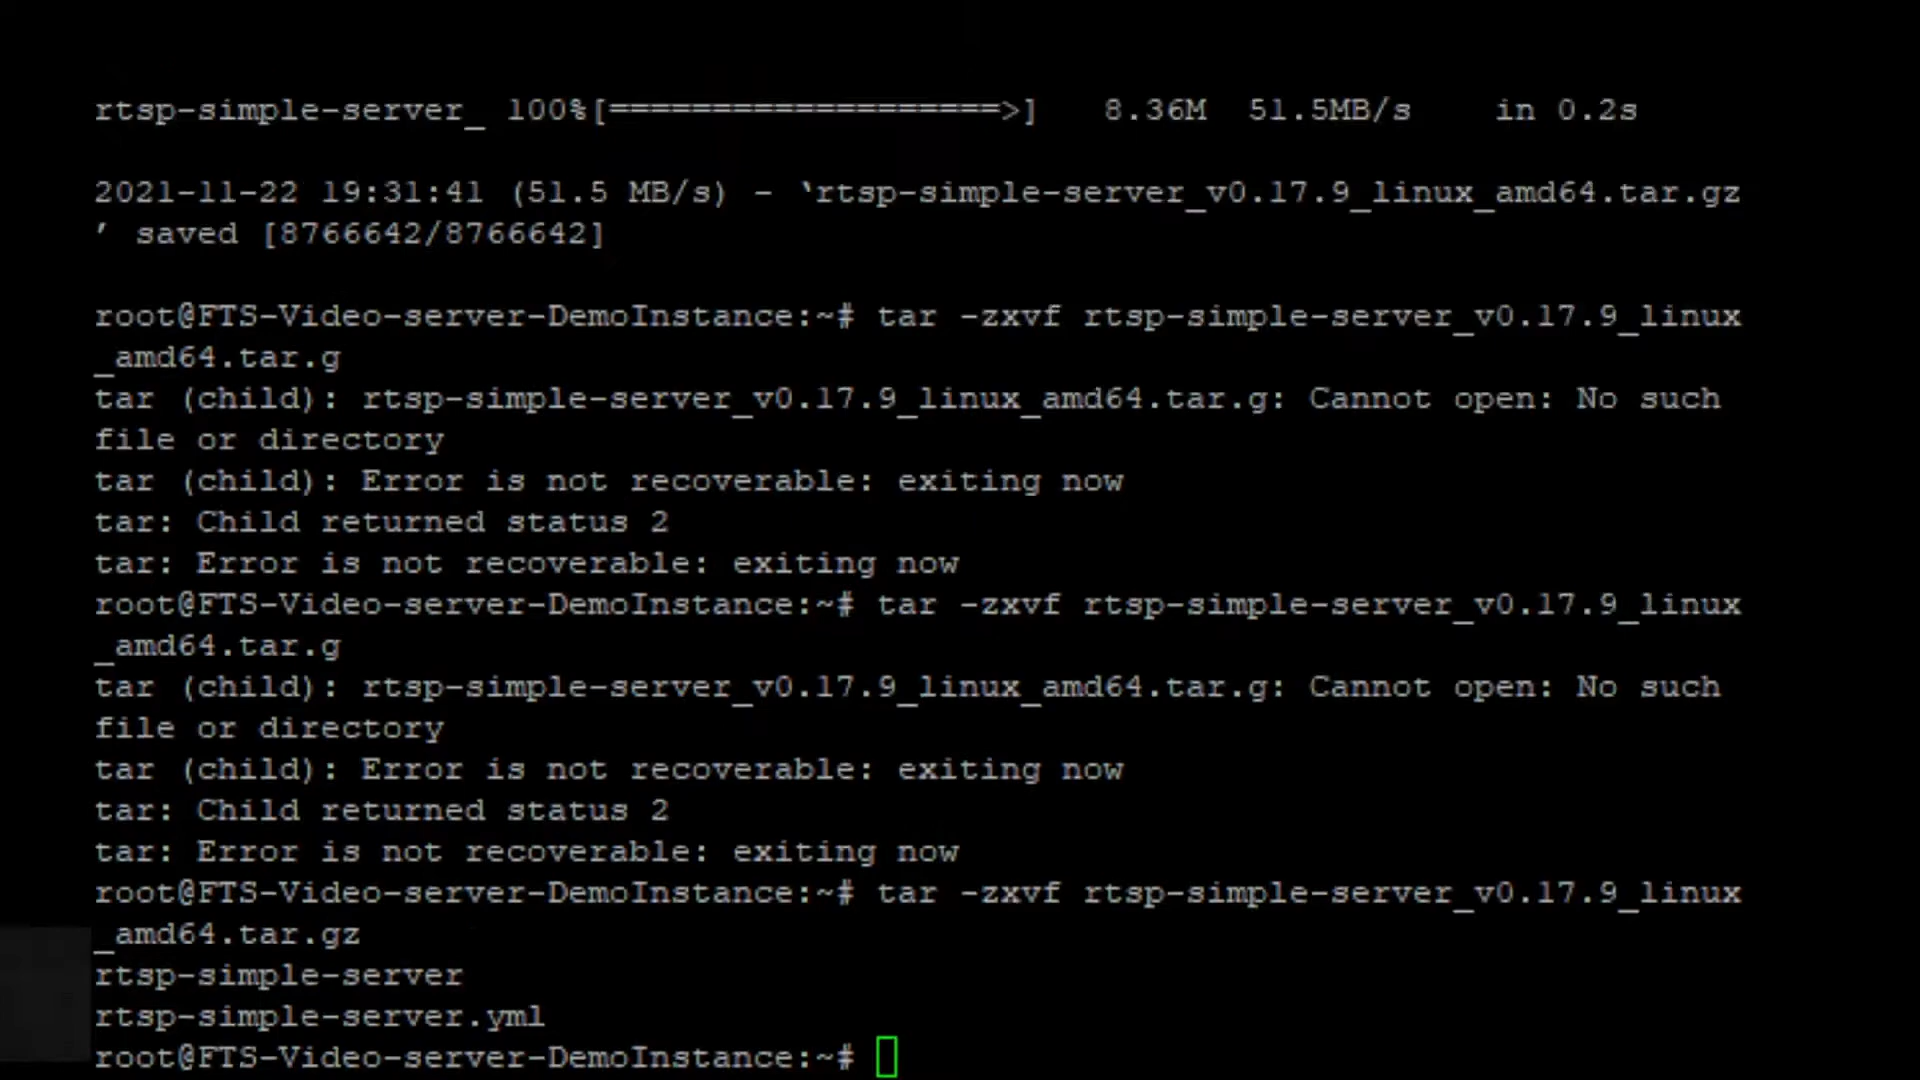 rtsp-simple-server_ 100%[===================>]   8.36M  51.5MB/s    in 0.2s
2021-11-22 19:31:41 (51.5 MB/s) - ‘rtsp-simple-server_v0.17.9_linux_amd64.tar.gz
’ saved [8766642/8766642]
root@FTS-Video-server-DemoInstance:~# tar -zxvf rtsp-simple-server_v0.17.9_linux
_amd64.tar.g
tar (child): rtsp-simple-server_v0.17.9_linux_amd64.tar.g: Cannot open: No such
file or directory
tar (child): Error is not recoverable: exiting now
tar: Child returned status 2
tar: Error is not recoverable: exiting now
root@FTS-Video-server-DemoInstance:~# tar -zxvf rtsp-simple-server_v0.17.9_linux
_amd64.tar.g
tar (child): rtsp-simple-server_v0.17.9_linux_amd64.tar.g: Cannot open: No such
file or directory
tar (child): Error is not recoverable: exiting now
tar: Child returned status 2
tar: Error is not recoverable: exiting now
root@FTS-Video-server-DemoInstance:~# tar -zxvf rtsp-simple-server_v0.17.9_linux
_amd64.tar.gz
rtsp-simple-server
rtsp-simple-server.yml
root@FTS-Video-server-DemoInstance:~#